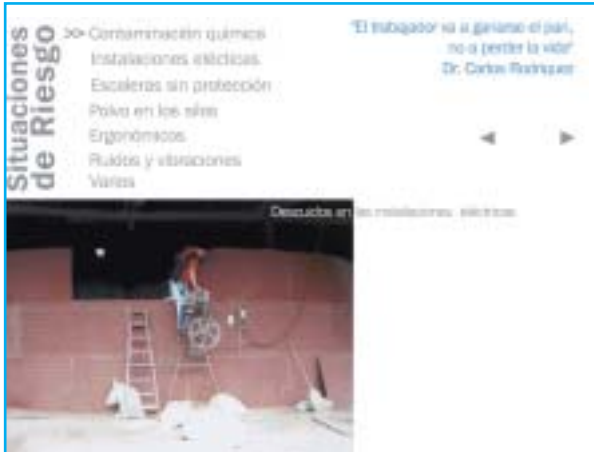 Situaciones
de Riesgo
>> Contaminación química
Instalaciones eléctricas
Escaleras sin protección
Polvo en los silos
Ergonómicos
Ruidos y vibraciones
Varios
"El trabajador va a ganarse el pan,
no a perder la vida"
Dr. Carlos Rodriguez
Descuidos en las instalaciones eléctricas